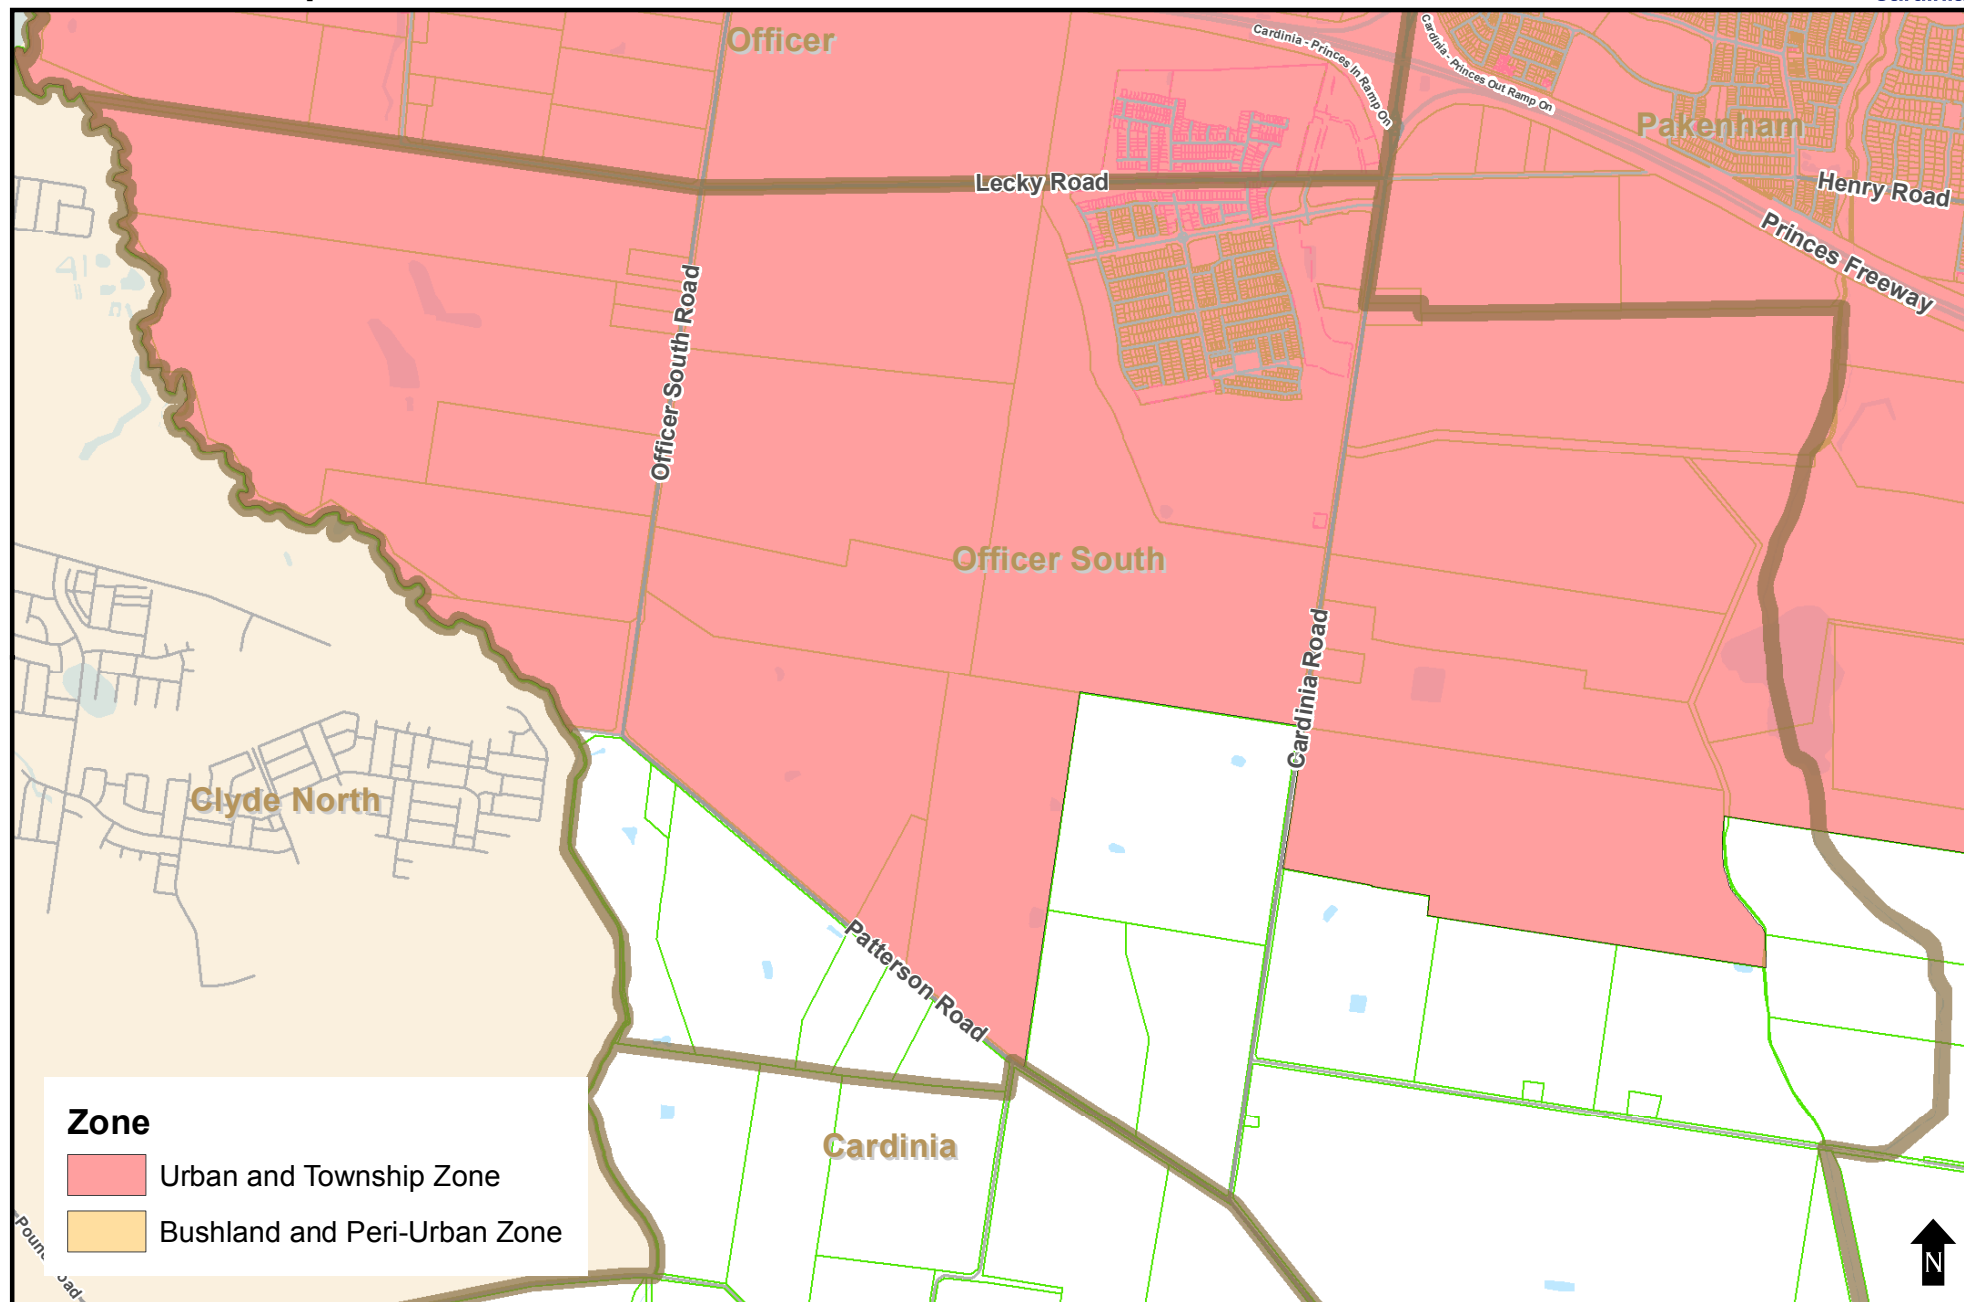 Officer
Cardinia - Princes In Ramp On
Cardinia - Princes Out Ramp On
Pakenham
Lecky Road
Henry Road
Princes Freeway
Officer South Road
Officer South
Cardinia Road
Clyde North
Patterson Road
Cardinia
Zone
Urban and Township Zone
Bushland and Peri-Urban Zone
N